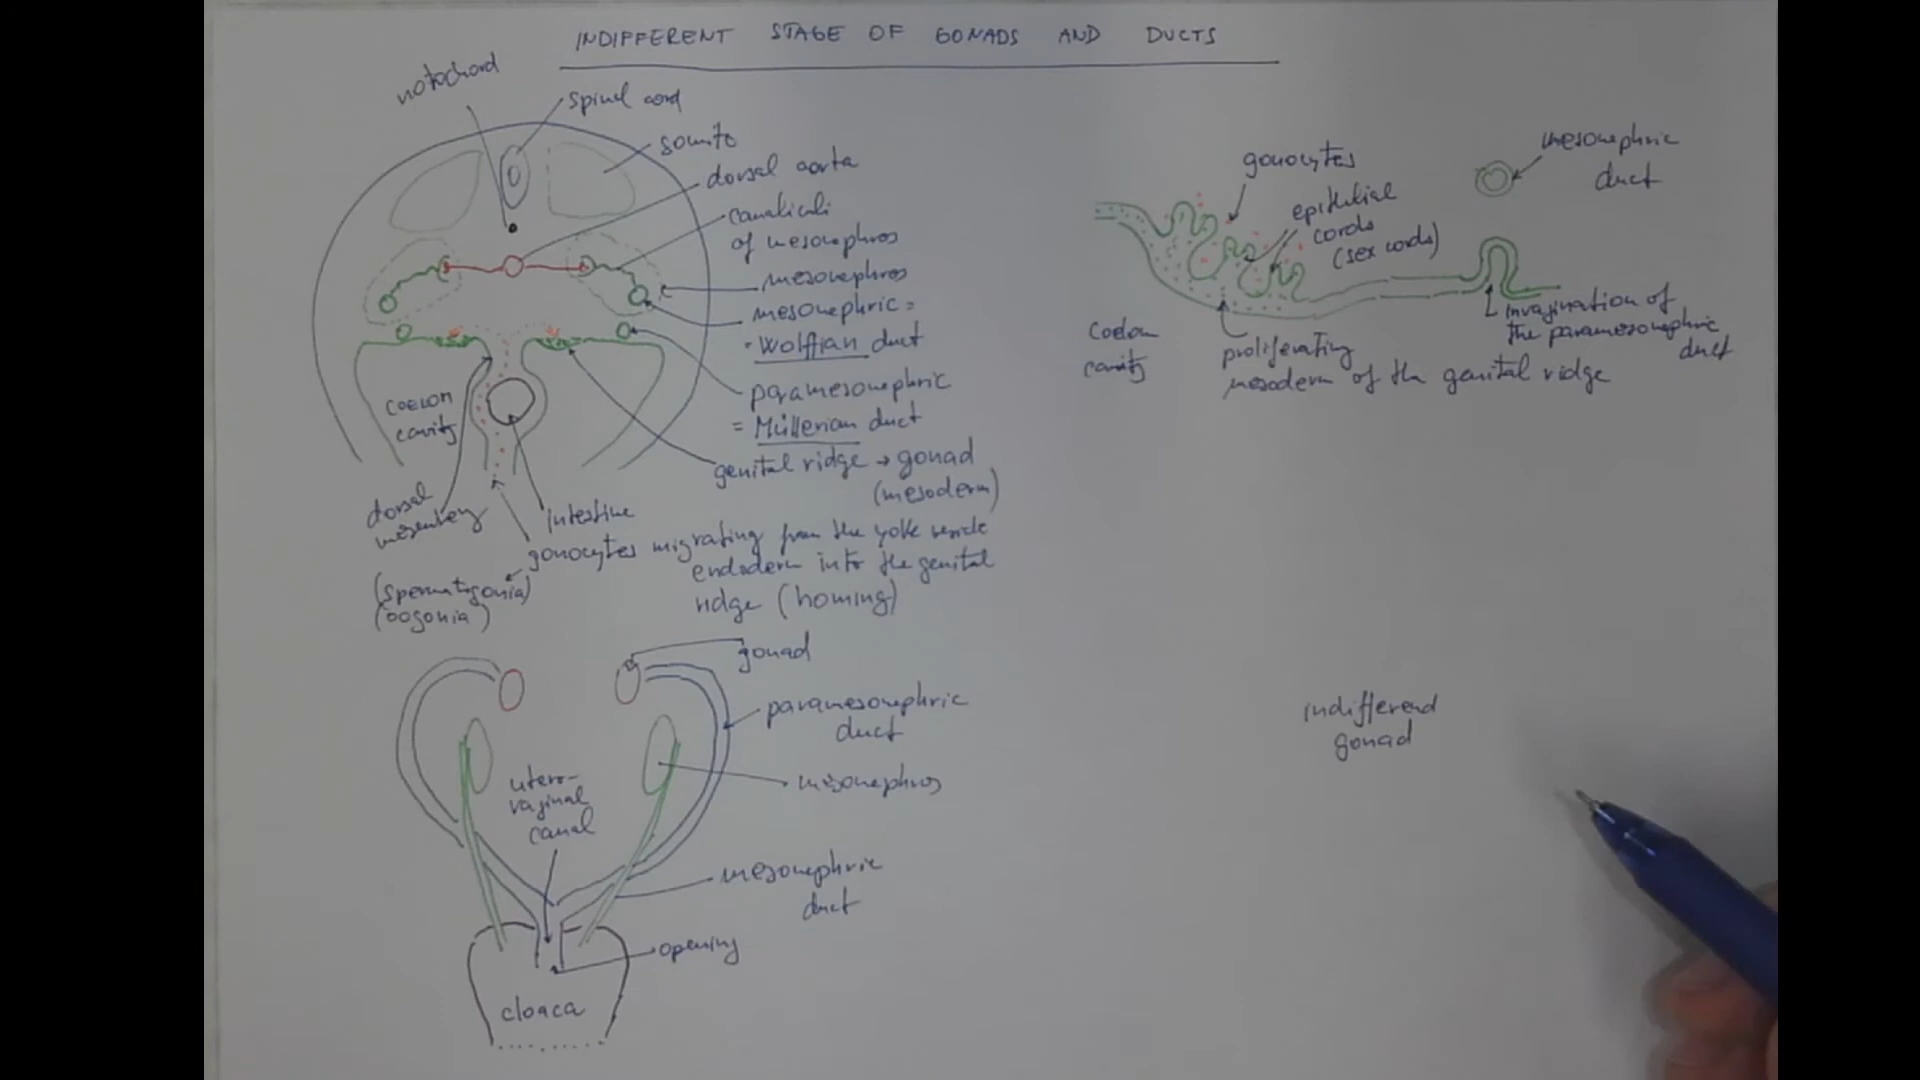 INDIFFERENT STAGE OF GONADS AND DUCTS
notochord
spinal cord
somite
dorsal aorta
canaliculi
of mesonephros
mesonephros
mesonephric =
- Wolffian duct
paramesonephric
= Müllerian duct
genital ridge → gonad
(mesoderm)
coelom
cavity
dorsal
mesentery
intestine
gonocytes migrating from the yolk vesicle
endoderm into the genital
ridge (homing)
(spermatogonia)
(oogonia)
gonocytes
epithelial
cords
(sex cords)
mesonephric
duct
coelom
cavity
proliferating
mesoderm of the genital ridge
invagination of
the paramesonephric
duct
gonad
paramesonephric
duct
mesonephros
utero-
vaginal
canal
mesonephric
duct
opening
cloaca
indifferend
gonad